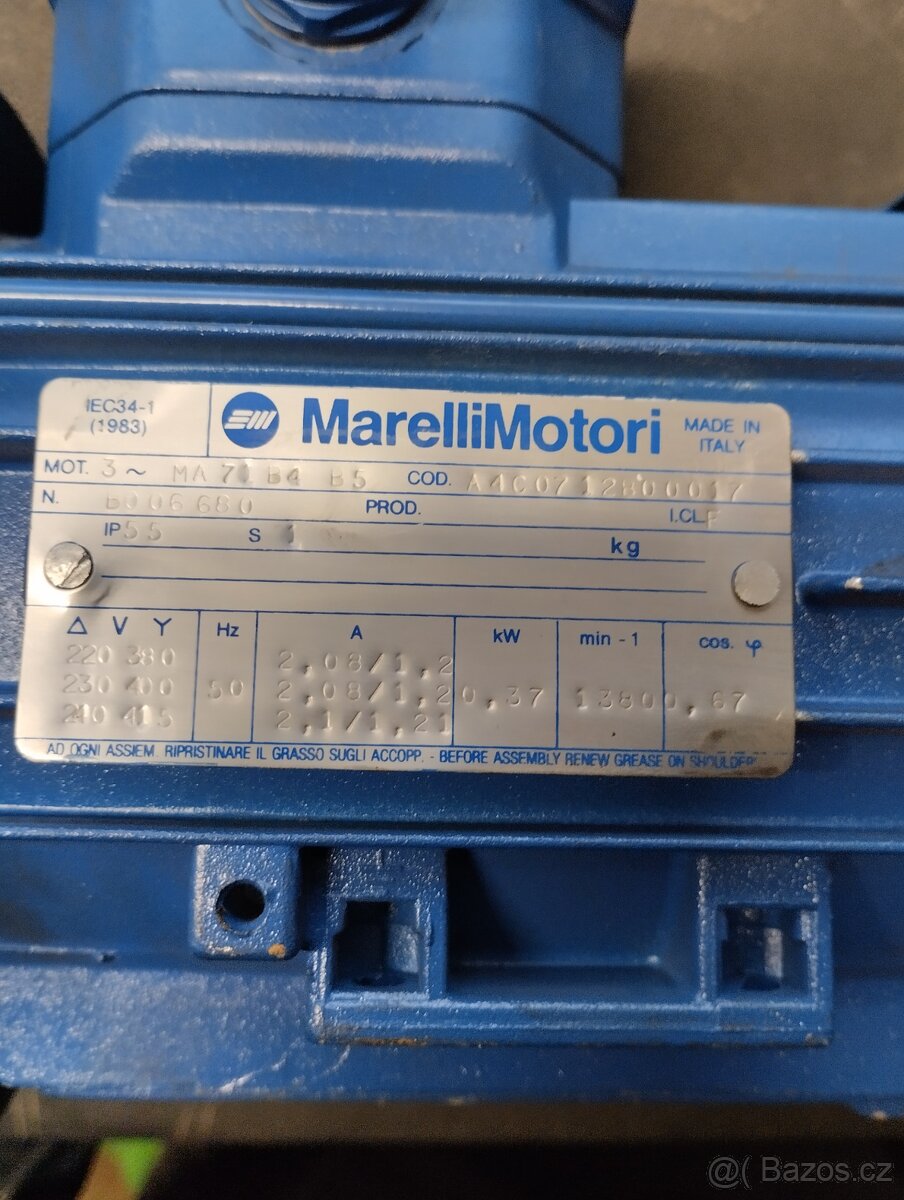 IEC34-1
(1983)
MarelliMotori
MADE IN
ITALY
MOT. 3~ MA 71 B4 B5 COD. A4C0712800017
N. B006680 PROD. I.CL.F
IP55 S 1 kg
Δ V Y Hz A kW min - 1 cos. φ
220 380 2,08/1,2
230 400 50 2,08/1,2 0,37 1380 0,67
240 415 2,1/1,21
AD OGNI ASSIEM. RIPRISTINARE IL GRASSO SUGLI ACCOPP. - BEFORE ASSEMBLY RENEW GREASE ON SHOULDER
@( Bazos.cz